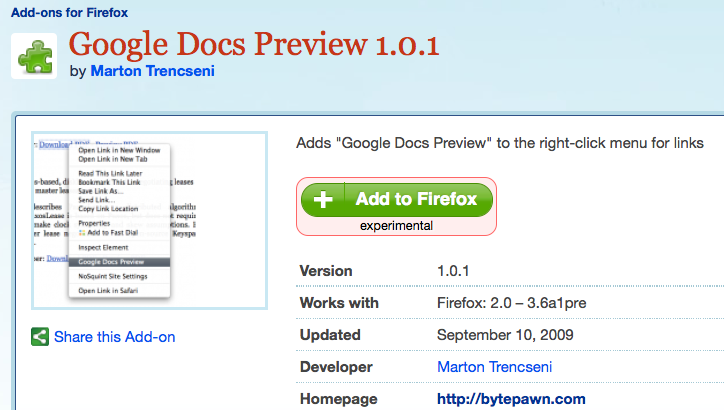 Add-ons for Firefox
Google Docs Preview 1.0.1
by Marton Trencseni
Adds "Google Docs Preview" to the right-click menu for links
r: Download PDF - Preview PDF
Open Link in New Window
Open Link in New Tab
Read This Link Later
Bookmark This Link
Save Link As...
Send Link...
Copy Link Location
Properties
Add to Fast Dial
Inspect Element
Google Docs Preview
NoSquint Site Settings
Open Link in Safari
Add to Firefox
experimental
Version 1.0.1
Works with Firefox: 2.0 – 3.6a1pre
Updated September 10, 2009
Share this Add-on
Developer Marton Trencseni
Homepage http://bytepawn.com